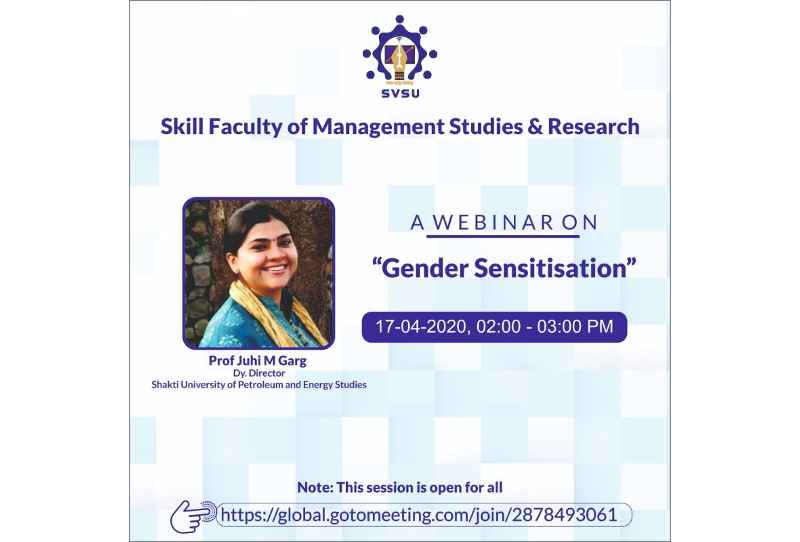 SVSU
Skill Faculty of Management Studies & Research
A WEBINAR ON
“Gender Sensitisation”
17-04-2020, 02:00 - 03:00 PM
Prof Juhi M Garg
Dy. Director
Shakti University of Petroleum and Energy Studies
Note: This session is open for all
https://global.gotomeeting.com/join/2878493061